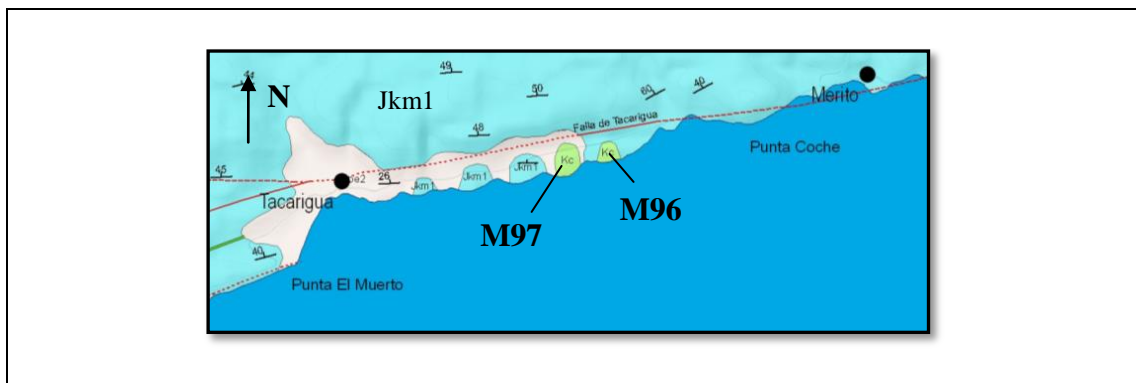 49
44
N
Jkm1
50
60
40
Merito
48
Falla de Tacarigua
Punta Coche
45
26
Jkm1
Jkm1
Jkm1
Kc
Kc
Tacarigua
M97
M96
40
Punta El Muerto